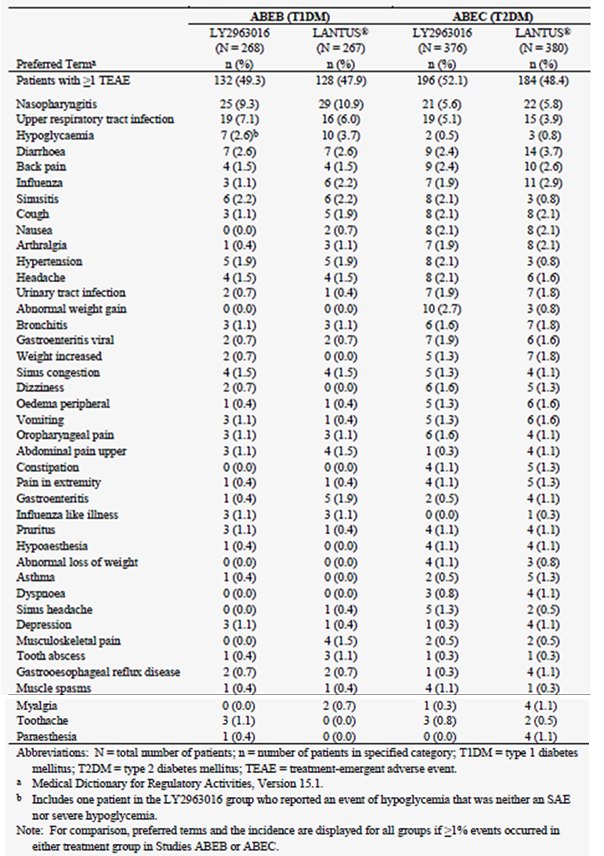 ABEB (T1DM) ABEC (T2DM)
LY2963016 LANTUS® LY2963016 LANTUS®
(N = 268) (N = 267) (N = 376) (N = 380)
Preferred Termᵃ n (%) n (%) n (%) n (%)
Patients with ≥1 TEAE 132 (49.3) 128 (47.9) 196 (52.1) 184 (48.4)
Nasopharyngitis 25 (9.3) 29 (10.9) 21 (5.6) 22 (5.8)
Upper respiratory tract infection 19 (7.1) 16 (6.0) 19 (5.1) 15 (3.9)
Hypoglycaemia 7 (2.6)ᵇ 10 (3.7) 2 (0.5) 3 (0.8)
Diarrhoea 7 (2.6) 7 (2.6) 9 (2.4) 14 (3.7)
Back pain 4 (1.5) 4 (1.5) 9 (2.4) 10 (2.6)
Influenza 3 (1.1) 6 (2.2) 7 (1.9) 11 (2.9)
Sinusitis 6 (2.2) 6 (2.2) 8 (2.1) 3 (0.8)
Cough 3 (1.1) 5 (1.9) 8 (2.1) 8 (2.1)
Nausea 0 (0.0) 2 (0.7) 8 (2.1) 8 (2.1)
Arthralgia 1 (0.4) 3 (1.1) 7 (1.9) 8 (2.1)
Hypertension 5 (1.9) 5 (1.9) 8 (2.1) 3 (0.8)
Headache 4 (1.5) 4 (1.5) 8 (2.1) 6 (1.6)
Urinary tract infection 2 (0.7) 1 (0.4) 7 (1.9) 7 (1.8)
Abnormal weight gain 0 (0.0) 0 (0.0) 10 (2.7) 3 (0.8)
Bronchitis 3 (1.1) 3 (1.1) 6 (1.6) 7 (1.8)
Gastroenteritis viral 2 (0.7) 2 (0.7) 7 (1.9) 6 (1.6)
Weight increased 2 (0.7) 0 (0.0) 5 (1.3) 7 (1.8)
Sinus congestion 4 (1.5) 4 (1.5) 5 (1.3) 4 (1.1)
Dizziness 2 (0.7) 0 (0.0) 6 (1.6) 5 (1.3)
Oedema peripheral 1 (0.4) 1 (0.4) 5 (1.3) 6 (1.6)
Vomiting 3 (1.1) 1 (0.4) 5 (1.3) 6 (1.6)
Oropharyngeal pain 3 (1.1) 3 (1.1) 6 (1.6) 4 (1.1)
Abdominal pain upper 3 (1.1) 4 (1.5) 1 (0.3) 4 (1.1)
Constipation 0 (0.0) 0 (0.0) 4 (1.1) 5 (1.3)
Pain in extremity 1 (0.4) 1 (0.4) 4 (1.1) 5 (1.3)
Gastroenteritis 1 (0.4) 5 (1.9) 2 (0.5) 4 (1.1)
Influenza like illness 3 (1.1) 3 (1.1) 0 (0.0) 1 (0.3)
Pruritus 3 (1.1) 1 (0.4) 4 (1.1) 4 (1.1)
Hypoaesthesia 1 (0.4) 0 (0.0) 4 (1.1) 4 (1.1)
Abnormal loss of weight 0 (0.0) 0 (0.0) 4 (1.1) 3 (0.8)
Asthma 1 (0.4) 0 (0.0) 2 (0.5) 5 (1.3)
Dyspnoea 0 (0.0) 0 (0.0) 3 (0.8) 4 (1.1)
Sinus headache 0 (0.0) 1 (0.4) 5 (1.3) 2 (0.5)
Depression 3 (1.1) 1 (0.4) 1 (0.3) 4 (1.1)
Musculoskeletal pain 0 (0.0) 4 (1.5) 2 (0.5) 2 (0.5)
Tooth abscess 1 (0.4) 3 (1.1) 1 (0.3) 1 (0.3)
Gastrooesophageal reflux disease 2 (0.7) 2 (0.7) 1 (0.3) 4 (1.1)
Muscle spasms 1 (0.4) 1 (0.4) 4 (1.1) 1 (0.3)
Myalgia 0 (0.0) 2 (0.7) 1 (0.3) 4 (1.1)
Toothache 3 (1.1) 0 (0.0) 3 (0.8) 2 (0.5)
Paraesthesia 1 (0.4) 0 (0.0) 0 (0.0) 4 (1.1)
Abbreviations: N = total number of patients; n = number of patients in specified category; T1DM = type 1 diabetes
mellitus; T2DM = type 2 diabetes mellitus; TEAE = treatment-emergent adverse event.
a Medical Dictionary for Regulatory Activities, Version 15.1.
b Includes one patient in the LY2963016 group who reported an event of hypoglycemia that was neither an SAE
nor severe hypoglycemia.
Note: For comparison, preferred terms and the incidence are displayed for all groups if ≥1% events occurred in
either treatment group in Studies ABEB or ABEC.